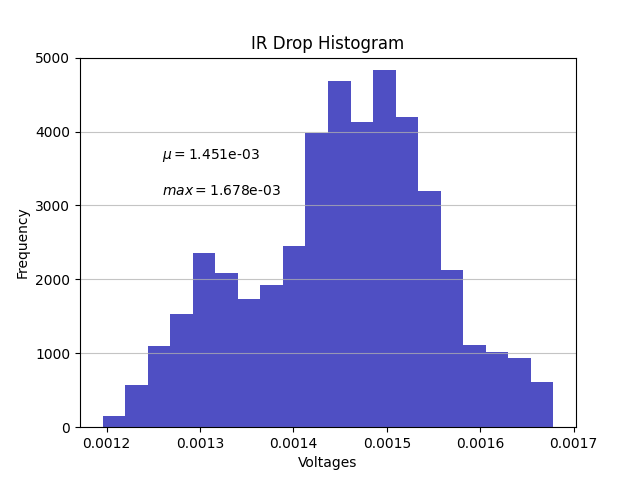 IR Drop Histogram
5000
4000
3000
2000
1000
0
Frequency
μ = 1.451e-03
max = 1.678e-03
0.0012 0.0013 0.0014 0.0015 0.0016 0.0017
Voltages